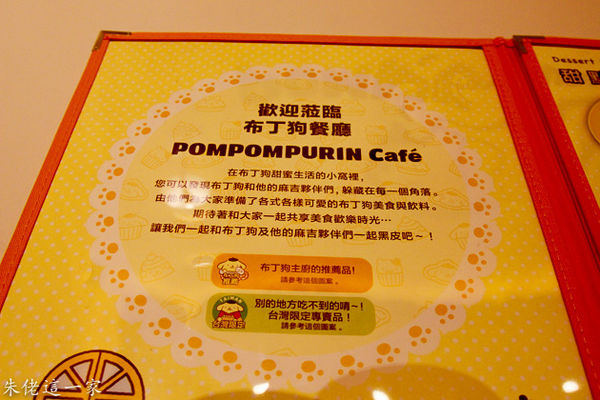 Dessert
甜
歡迎蒞臨
布丁狗餐廳
POMPOMPURIN Café
在布丁狗甜蜜生活的小窩裡，
您可以發現布丁狗和他的麻吉夥伴們，躲藏在每一個角落。
由他們為大家準備了各式各樣可愛的布丁狗美食與飲料。
期待著和大家一起共享美食歡樂時光…
讓我們一起和布丁狗及他的麻吉夥伴們一起黑皮吧～！
布丁狗主廚的推薦品！
請參考這個圖案。
推薦
別的地方吃不到的唷~！
台灣限定專賣品！
請參考這個圖案。
台灣限定
朱佬這一家